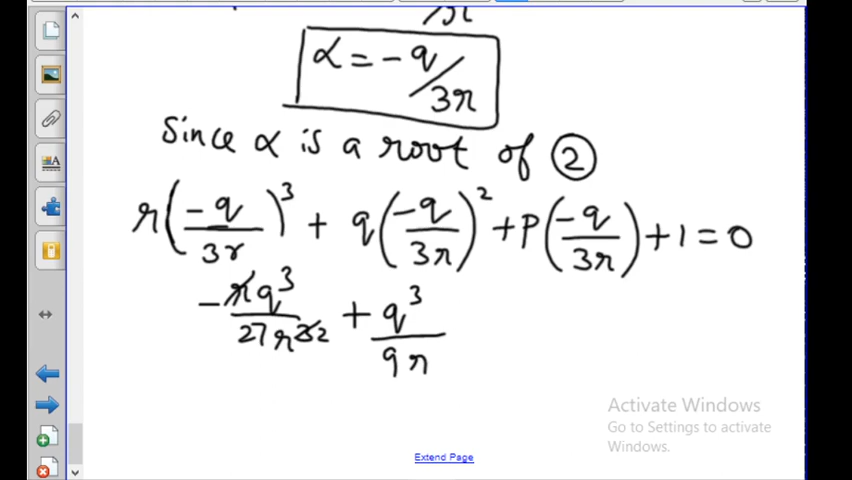 α = -q/3r
Since α is a root of ②
r(-q/3r)³ + q(-q/3r)² + p(-q/3r) + 1 = 0
-rq³/27r³2 + q³/9r
Activate Windows
Go to Settings to activate
Windows.
Extend Page